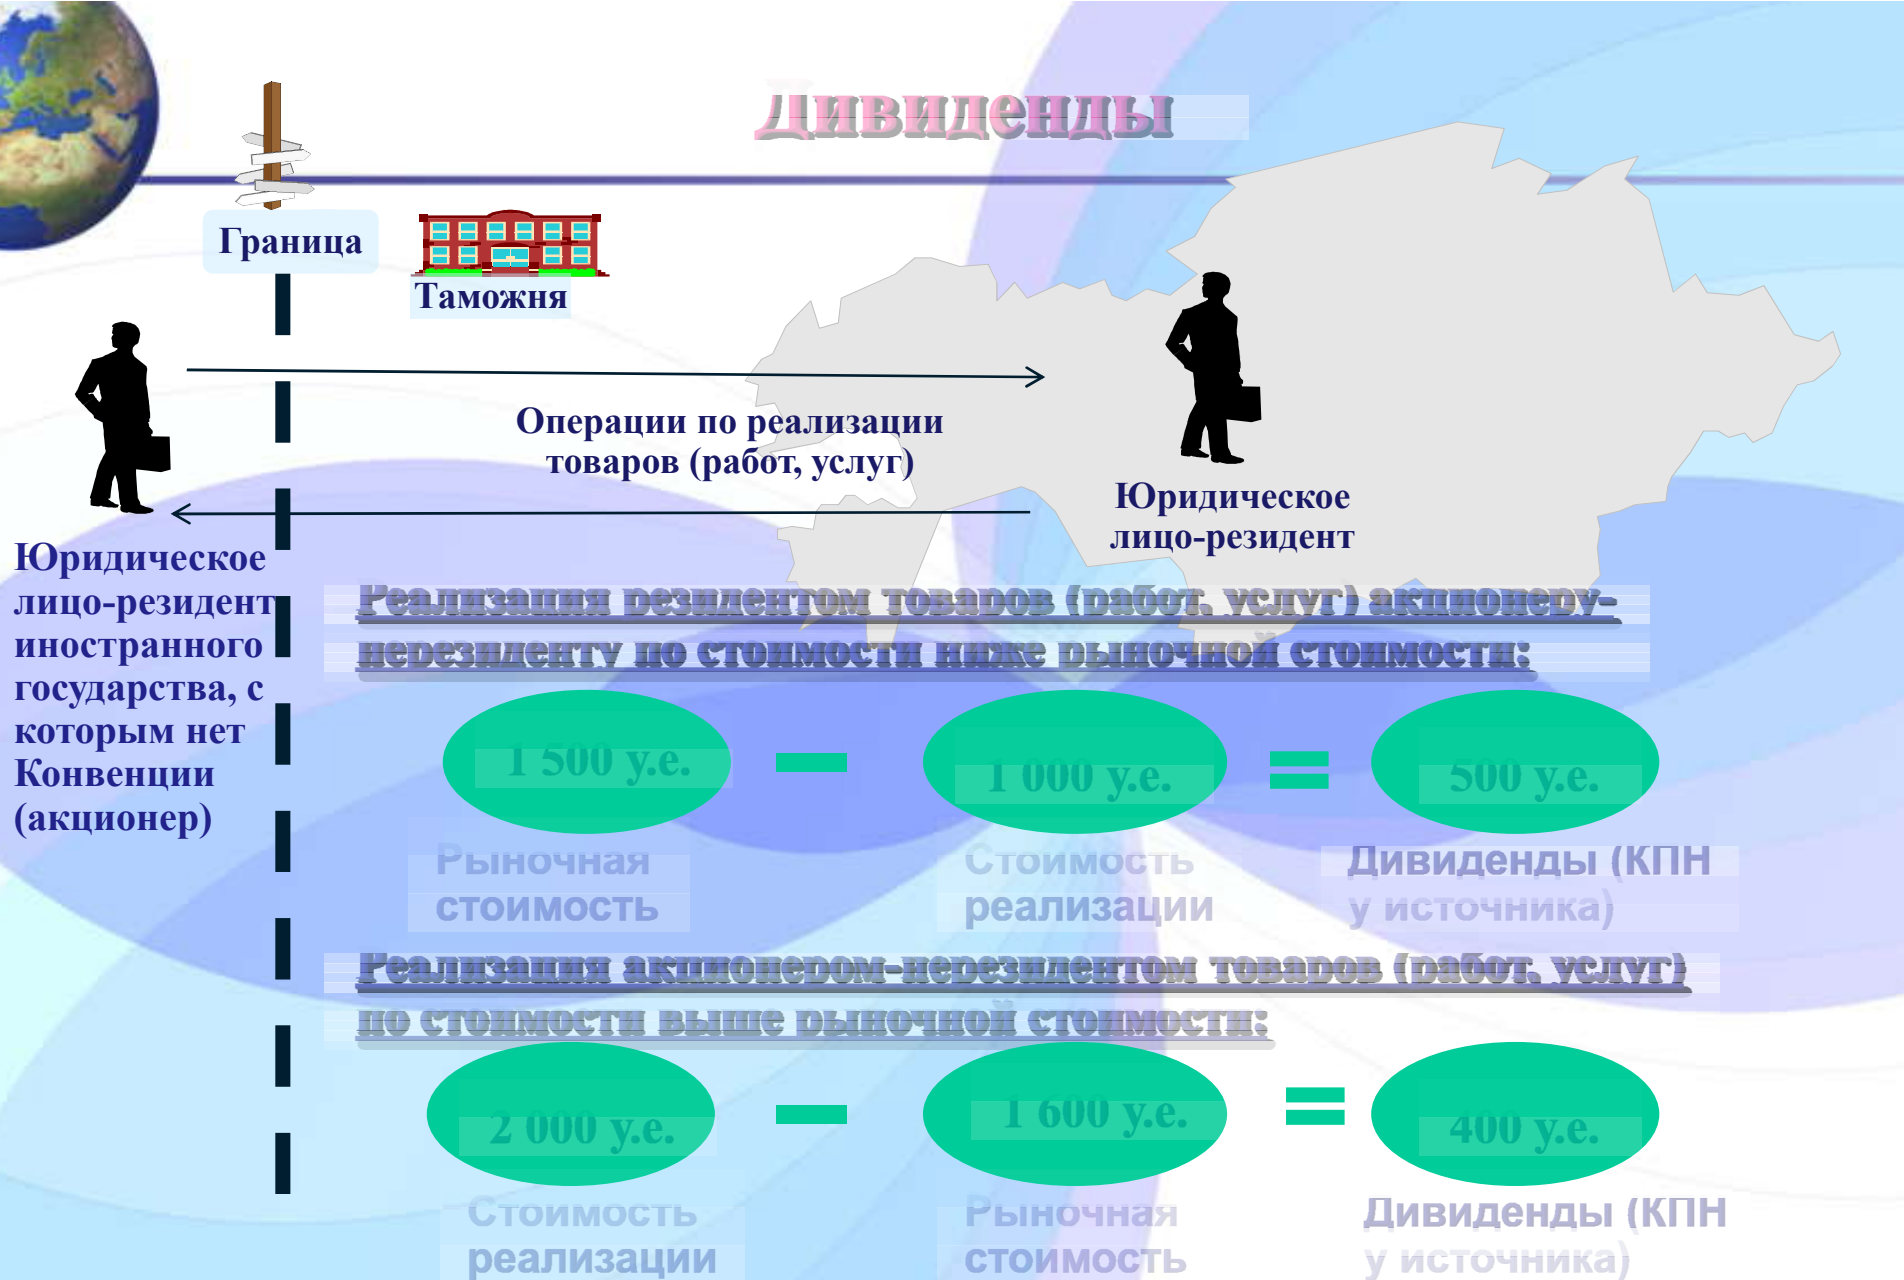 Дивиденды
Граница
Таможня
Операции по реализации
товаров (работ, услуг)
Юридическое
лицо-резидент
Юридическое
лицо-резидент
иностранного
государства, с
которым нет
Конвенции
(акционер)
Реализация резидентом товаров (работ, услуг) акционеру-
нерезиденту по стоимости ниже рыночной стоимости:
1 500 у.е.
1 000 у.е.
500 у.е.
Рыночная
стоимость
Стоимость
реализации
Дивиденды (КПН
у источника)
Реализация акционером-нерезидентом товаров (работ, услуг)
по стоимости выше рыночной стоимости:
2 000 у.е.
1 600 у.е.
400 у.е.
Стоимость
реализации
Рыночная
стоимость
Дивиденды (КПН
у источника)